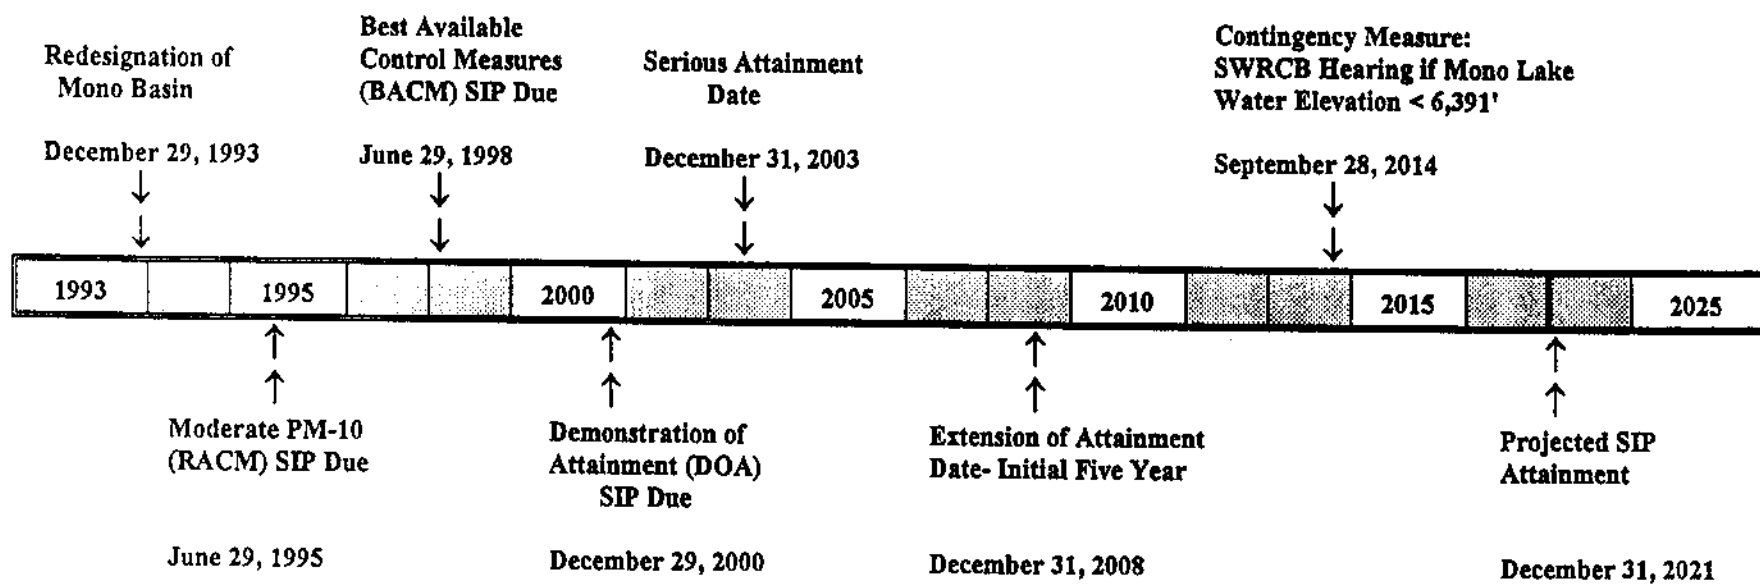 Redesignation of
Mono Basin
December 29, 1993
Best Available
Control Measures
(BACM) SIP Due
June 29, 1998
Serious Attainment
Date
December 31, 2003
Contingency Measure:
SWRCB Hearing if Mono Lake
Water Elevation < 6,391'
September 28, 2014
1993
1995
2000
2005
2010
2015
2025
Moderate PM-10
(RACM) SIP Due
June 29, 1995
Demonstration of
Attainment (DOA)
SIP Due
December 29, 2000
Extension of Attainment
Date- Initial Five Year
December 31, 2008
Projected SIP
Attainment
December 31, 2021